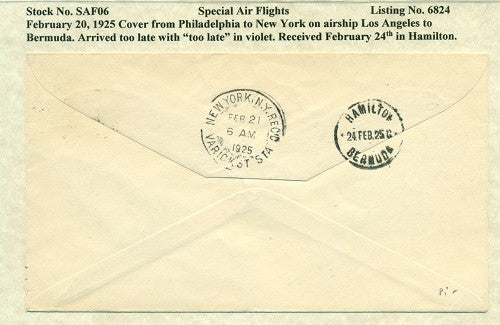 Stock No. SAF06 Special Air Flights Listing No. 6824
February 20, 1925 Cover from Philadelphia to New York on airship Los Angeles to
Bermuda. Arrived too late with “too late” in violet. Received February 24th in Hamilton.
NEW YORK, N.Y. REC'D
FEB 21
6 AM
1925
VARICK ST STA
HAMILTON
24 FEB. 25
BERMUDA